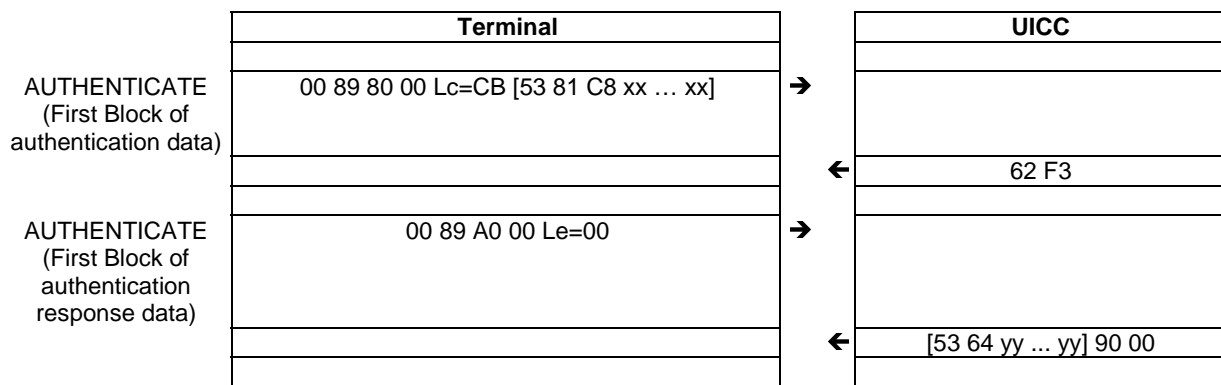 Terminal
UICC
AUTHENTICATE
(First Block of
authentication data)
00 89 80 00 Lc=CB [53 81 C8 xx … xx]
➔
🡸
62 F3
AUTHENTICATE
(First Block of
authentication
response data)
00 89 A0 00 Le=00
➔
🡸
[53 64 yy ... yy] 90 00